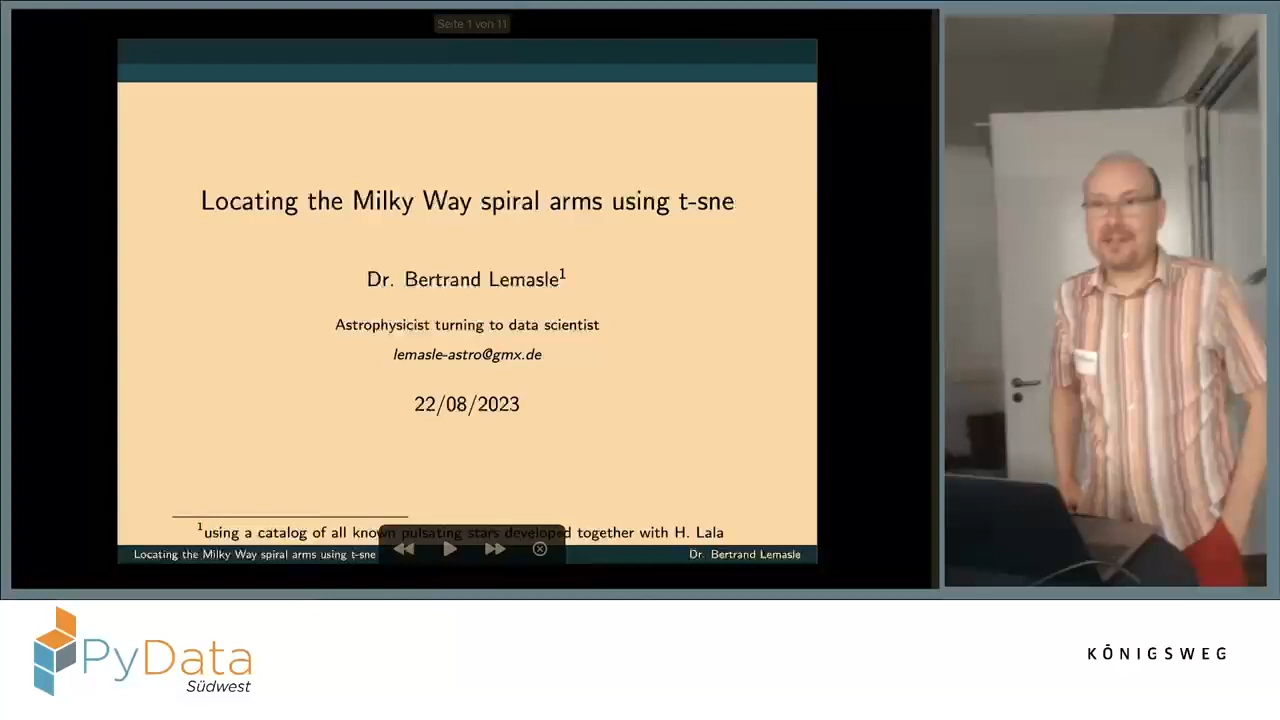 Seite 1 von 11
Locating the Milky Way spiral arms using t-sne
Dr. Bertrand Lemasle¹
Astrophysicist turning to data scientist
lemasle-astro@gmx.de
22/08/2023
¹using a catalog of all known pulsating stars developed together with H. Lala
Locating the Milky Way spiral arms using t-sne
Dr. Bertrand Lemasle
PyData
Südwest
KÖNIGSWEG